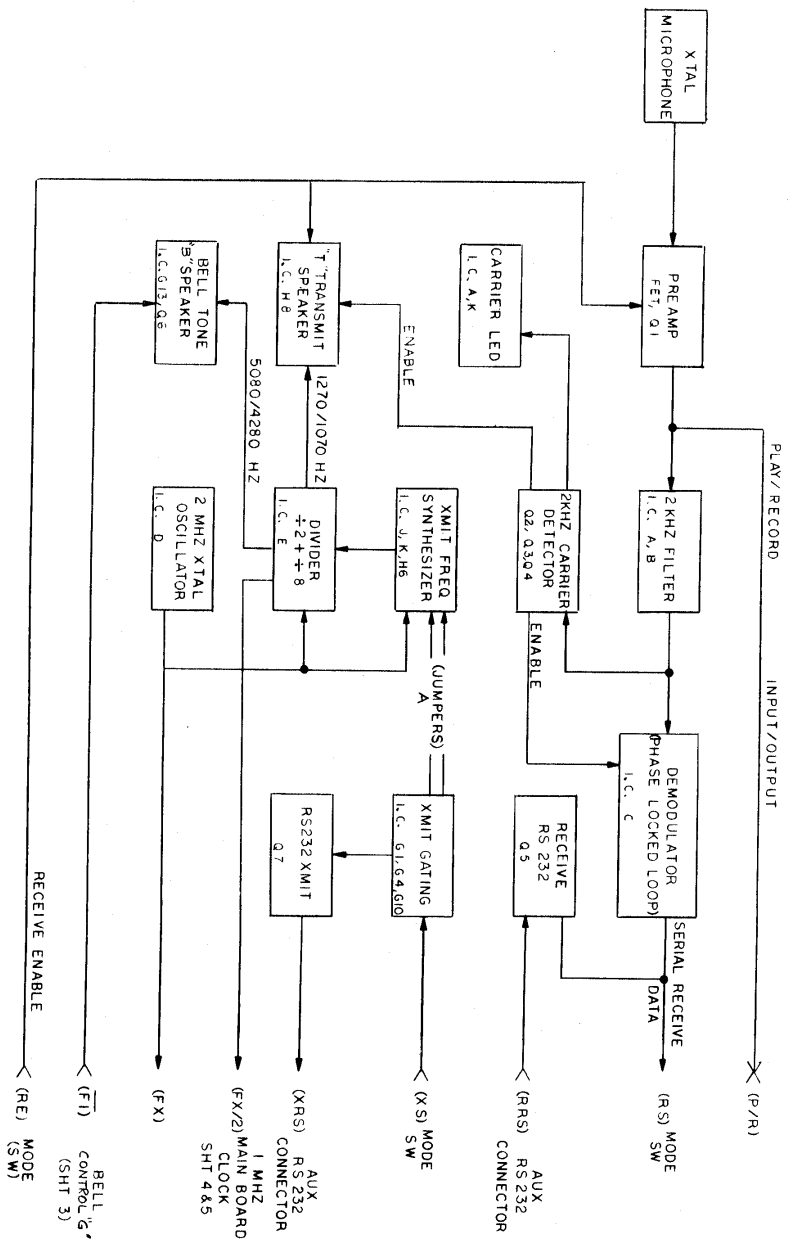 XTAL
MICROPHONE
PREAMP
FET, Q1
PLAY/RECORD
INPUT/OUTPUT
(P/R)
2KHZ FILTER
I.C. A,B
DEMODULATOR
(PHASE LOCKED LOOP)
I.C. C
SERIAL RECEIVE
DATA
(RS) MODE
SW
CARRIER LED
I.C. A,K
2KHZ CARRIER
DETECTOR
Q2, Q3,Q4
ENABLE
ENABLE
RECEIVE
RS 232
Q5
(RRS) AUX
RS 232
CONNECTOR
"T" TRANSMIT
SPEAKER
I.C. H8
XMIT FREQ
SYNTHESIZER
I.C. J, K,H6
(JUMPERS)
A
XMIT GATING
I.C. G1,G4,G10
(XS) MODE
SW
1270/1070 HZ
DIVIDER
÷2 + ÷ 8
I.C. E
RS232 XMIT
Q7
(XRS) AUX
RS 232
CONNECTOR
BELL TONE
"B" SPEAKER
I.C.G13,Q6
5080/4280 HZ
2 MHZ XTAL
OSCILLATOR
I.C. D
(FX/2) 1 MHZ
MAIN BOARD
CLOCK
SHT 4&5
(FX)
(F1) BELL
CONTROL "G"
(SHT 3)
RECEIVE ENABLE
(RE) MODE
(SW)